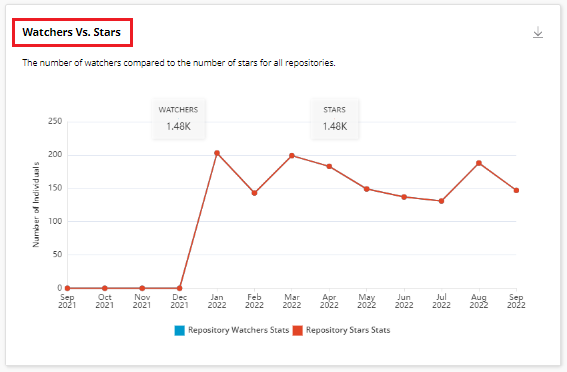 Watchers Vs. Stars
The number of watchers compared to the number of stars for all repositories.
WATCHERS
1.48K
STARS
1.48K
Number of Individuals
250
200
150
100
50
0
Sep 2021
Oct 2021
Nov 2021
Dec 2021
Jan 2022
Feb 2022
Mar 2022
Apr 2022
May 2022
Jun 2022
Jul 2022
Aug 2022
Sep 2022
Repository Watchers Stats
Repository Stars Stats